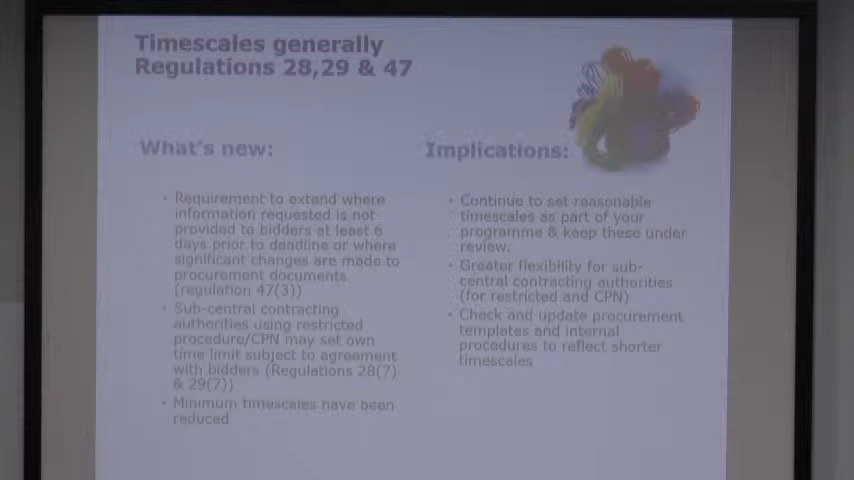 Timescales generally
Regulations 28,29 & 47
What's new:
• Requirement to extend where
information requested is not
provided to bidders at least 6
days prior to deadline or where
significant changes are made to
procurement documents
(regulation 47(3))
• Sub-central contracting
authorities using restricted
procedure/CPN may set own
time limit subject to agreement
with bidders (Regulations 28(7)
& 29(7))
• Minimum timescales have been
reduced
Implications:
• Continue to set reasonable
timescales as part of your
programme & keep these under
review.
• Greater flexibility for sub-
central contracting authorities
(for restricted and CPN)
• Check and update procurement
templates and internal
procedures to reflect shorter
timescales